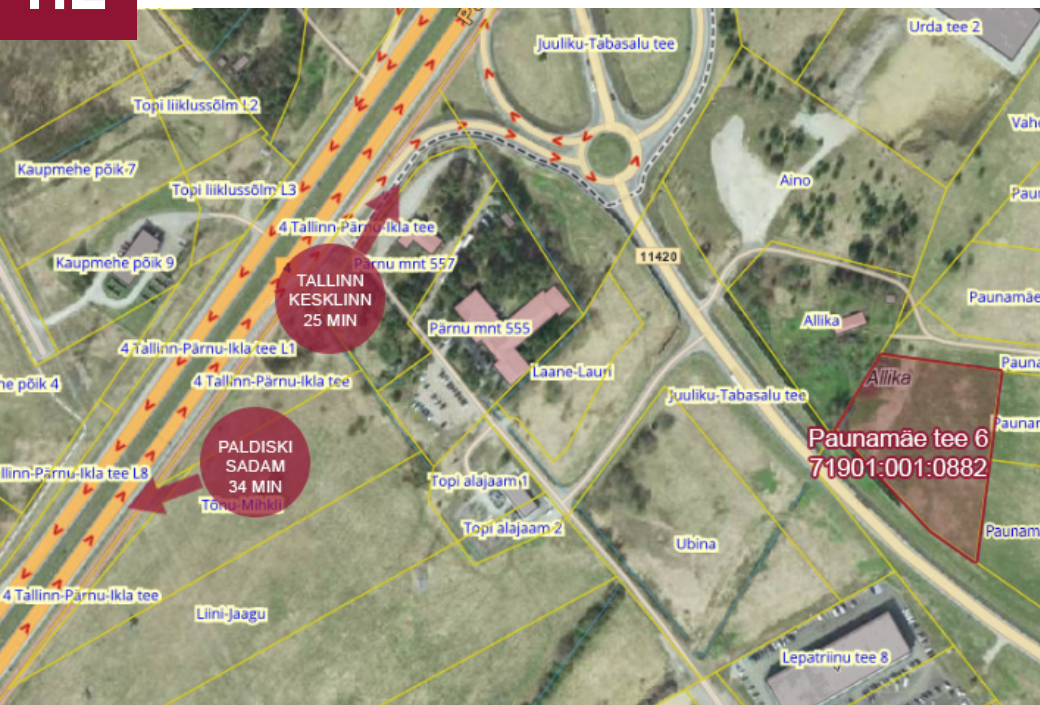 Juuliku-Tabasalu tee
Urda tee 2
Topi liiklussõlm L2
Kaupmehe põik 7
Topi liiklussõlm L3
Aino
4 Tallinn-Pärnu-Ikla tee
11420
Kaupmehe põik 9
Pärnu mnt 557
4
TALLINN
KESKLINN
25 MIN
Allika
Pärnu mnt 555
4 Tallinn-Pärnu-Ikla tee L1
Laane-Lauri
4 Tallinn-Pärnu-Ikla tee
Allika
Juuliku-Tabasalu tee
Paunamäe tee 6
71901:001:0882
PALDISKI
SADAM
34 MIN
llinn-Pärnu-Ikla tee L8
Topi alajaam 1
Tõnu-Mihkli
Topi alajaam 2
Ubina
4 Tallinn-Pärnu-Ikla tee
Liini-Jaagu
Lepatriinu tee 8